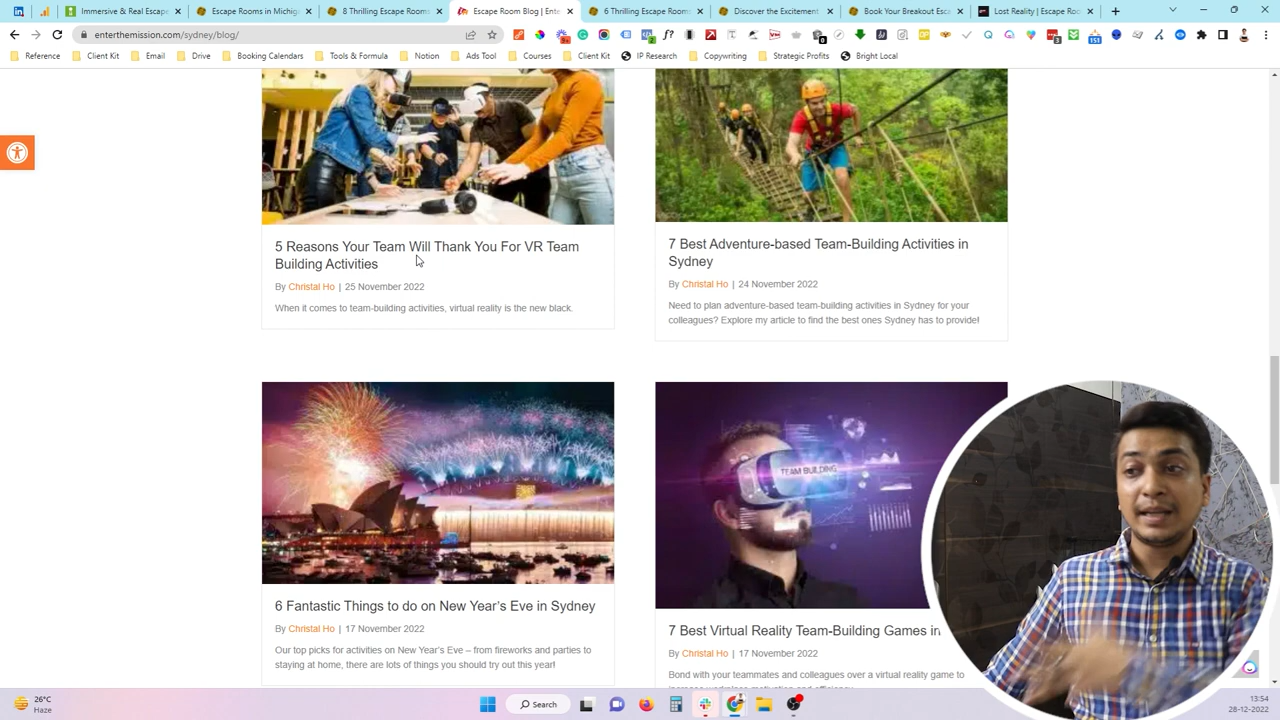 Immersive & Real Escape
Escape Rooms in Michig
8 Thrilling Escape Rooms
Escape Room Blog | Ente
6 Thrilling Escape Rooms
Discover the Excitement
Book Your Breakout Esca
Lost Reality | Escape Roo
enterthemission.com/sydney/blog/
Reference
Client Kit
Email
Drive
Booking Calendars
Tools & Formula
Notion
Ads Tool
Courses
Client Kit
IP Research
Copywriting
Strategic Profits
Bright Local
5 Reasons Your Team Will Thank You For VR Team
Building Activities
By Christal Ho | 25 November 2022
When it comes to team-building activities, virtual reality is the new black.
7 Best Adventure-based Team-Building Activities in
Sydney
By Christal Ho | 24 November 2022
Need to plan adventure-based team-building activities in Sydney for your
colleagues? Explore my article to find the best ones Sydney has to provide!
6 Fantastic Things to do on New Year’s Eve in Sydney
By Christal Ho | 17 November 2022
Our top picks for activities on New Year’s Eve – from fireworks and parties to
staying at home, there are lots of things you should try out this year!
TEAM BUILDING
7 Best Virtual Reality Team-Building Games in
By Christal Ho | 17 November 2022
Bond with your teammates and colleagues over a virtual reality game to
26°
Haze
Search
13:54
28-12-2022